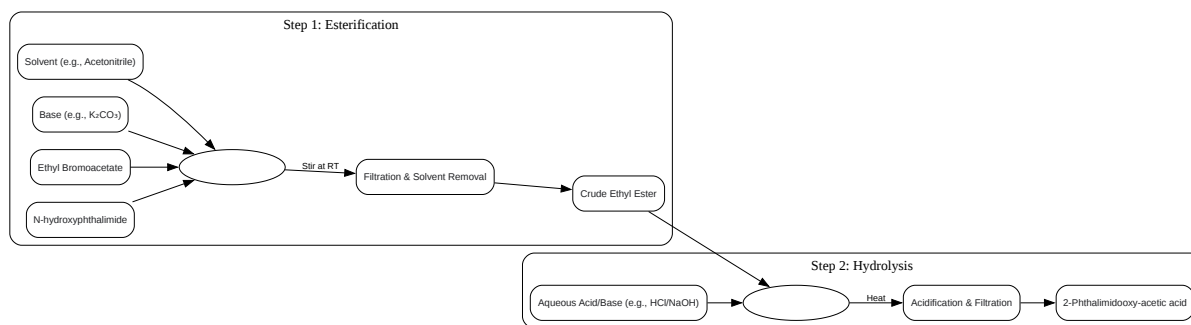 Step 1: Esterification
Solvent (e.g., Acetonitrile)
Base (e.g., K₂CO₃)
Ethyl Bromoacetate
N-hydroxyphthalimide
Stir at RT
Filtration & Solvent Removal
Crude Ethyl Ester
Step 2: Hydrolysis
Aqueous Acid/Base (e.g., HCl/NaOH)
Heat
Acidification & Filtration
2-Phthalimidooxy-acetic acid